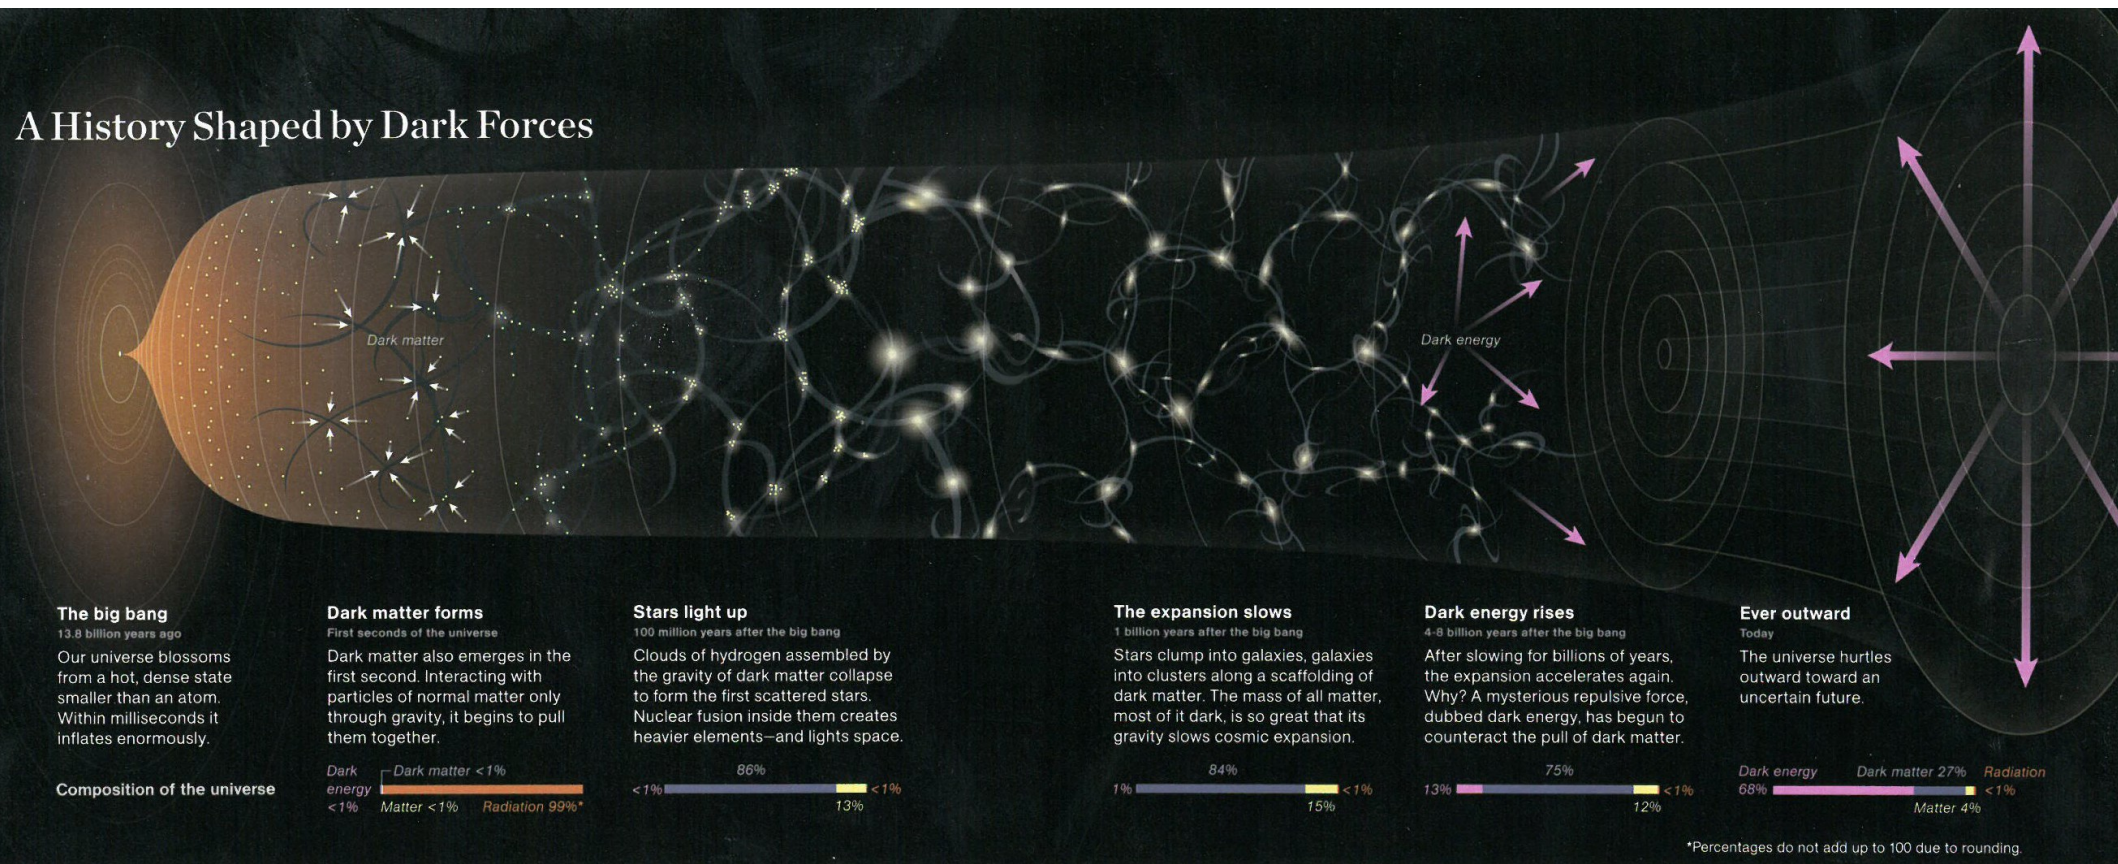 A History Shaped by Dark Forces
Dark matter
Dark energy
The big bang
13.8 billion years ago
Our universe blossoms
from a hot, dense state
smaller than an atom.
Within milliseconds it
inflates enormously.
Dark matter forms
First seconds of the universe
Dark matter also emerges in the
first second. Interacting with
particles of normal matter only
through gravity, it begins to pull
them together.
Stars light up
100 million years after the big bang
Clouds of hydrogen assembled by
the gravity of dark matter collapse
to form the first scattered stars.
Nuclear fusion inside them creates
heavier elements—and lights space.
The expansion slows
1 billion years after the big bang
Stars clump into galaxies, galaxies
into clusters along a scaffolding of
dark matter. The mass of all matter,
most of it dark, is so great that its
gravity slows cosmic expansion.
Dark energy rises
4-8 billion years after the big bang
After slowing for billions of years,
the expansion accelerates again.
Why? A mysterious repulsive force,
dubbed dark energy, has begun to
counteract the pull of dark matter.
Ever outward
Today
The universe hurtles
outward toward an
uncertain future.
Composition of the universe
Dark
energy
<1%
Dark matter <1%
Matter <1% Radiation 99%*
86%
<1% <1%
13%
84%
1% <1%
15%
75%
13% <1%
12%
Dark energy Dark matter 27% Radiation
68% <1%
Matter 4%
*Percentages do not add up to 100 due to rounding.